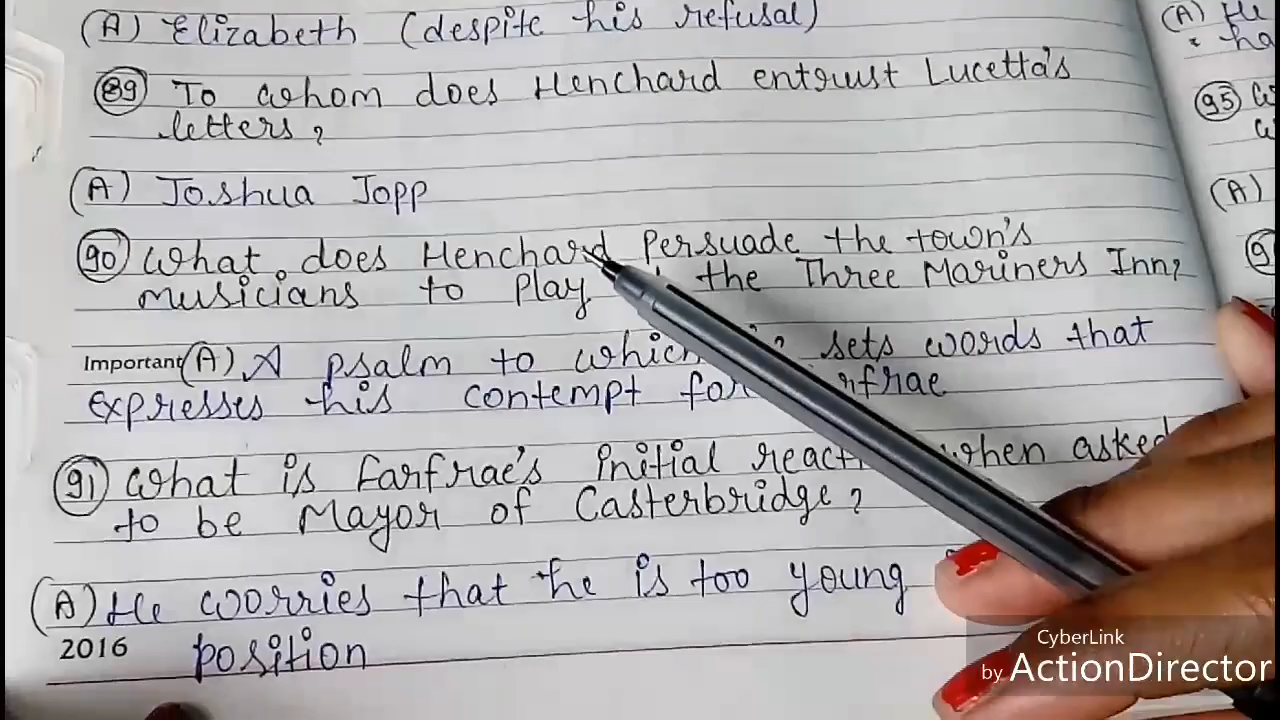 (A) Elizabeth (despite his refusal)
(89) To whom does Henchard entrust Lucetta's
letters?
(A) Joshua Jopp
(90) What does Henchard Persuade the town's
musicians to play the Three Mariners Inn?
Important (A) A psalm to which sets words that
expresses his contempt for
(91) What is Farfrae's initial when asked
to be Mayor of Casterbridge?
(A) He worries that he is too young
2016 position
(A) He
ha
(95)
(A)
CyberLink
by ActionDirector